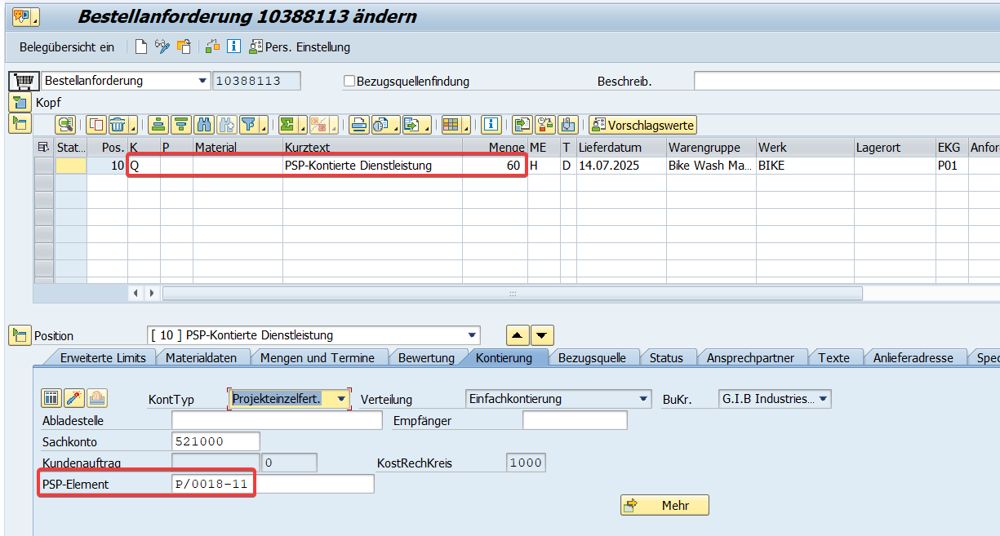 Bestellanforderung 10388113 ändern
Belegübersicht ein Pers. Einstellung
Bestellanforderung 10388113 Bezugsquellenfindung Beschreib.
Kopf
Vorschlagswerte
Stat... Pos. K P Material Kurztext Menge ME T Lieferdatum Warengruppe Werk Lagerort EKG Anfor
10 Q PSP-Kontierte Dienstleistung 60 H D 14.07.2025 Bike Wash Ma... BIKE P01
Position [ 10 ] PSP-Kontierte Dienstleistung
Erweiterte Limits Materialdaten Mengen und Termine Bewertung Kontierung Bezugsquelle Status Ansprechpartner Texte Anlieferadresse Spec
KontTyp Projekteinzelfert. Verteilung Einfachkontierung BuKr. G.I.B Industries...
Abladestelle Empfänger
Sachkonto 521000
Kundenauftrag 0 KostRechKreis 1000
PSP-Element P/0018-11
Mehr